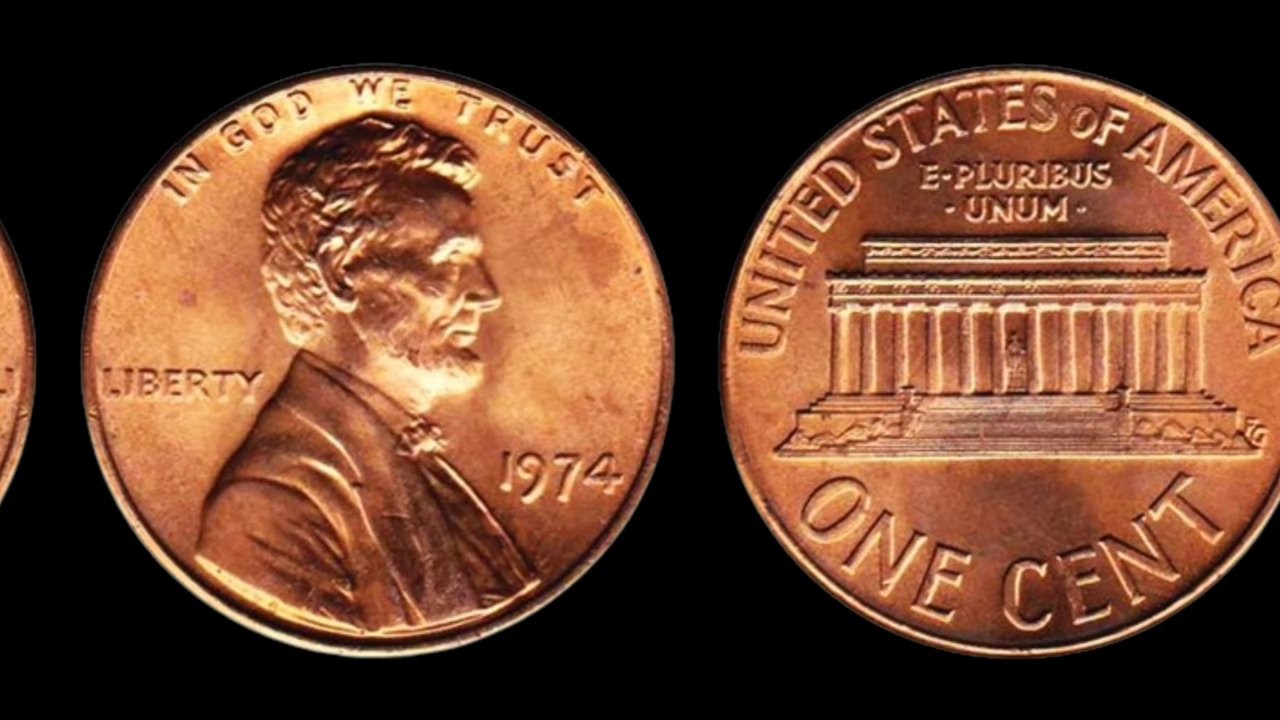 IN GOD WE TRUST
LIBERTY
1974
UNITED STATES OF AMERICA
E·PLURIBUS
· UNUM ·
ONE CENT